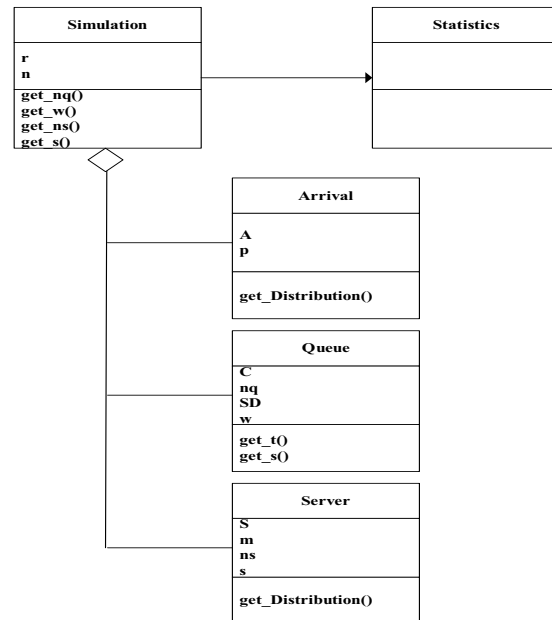 Simulation
r
n
get_nq()
get_w()
get_ns()
get_s()
Statistics
Arrival
A
p
get_Distribution()
Queue
C
nq
SD
w
get_t()
get_s()
Server
S
m
ns
s
get_Distribution()